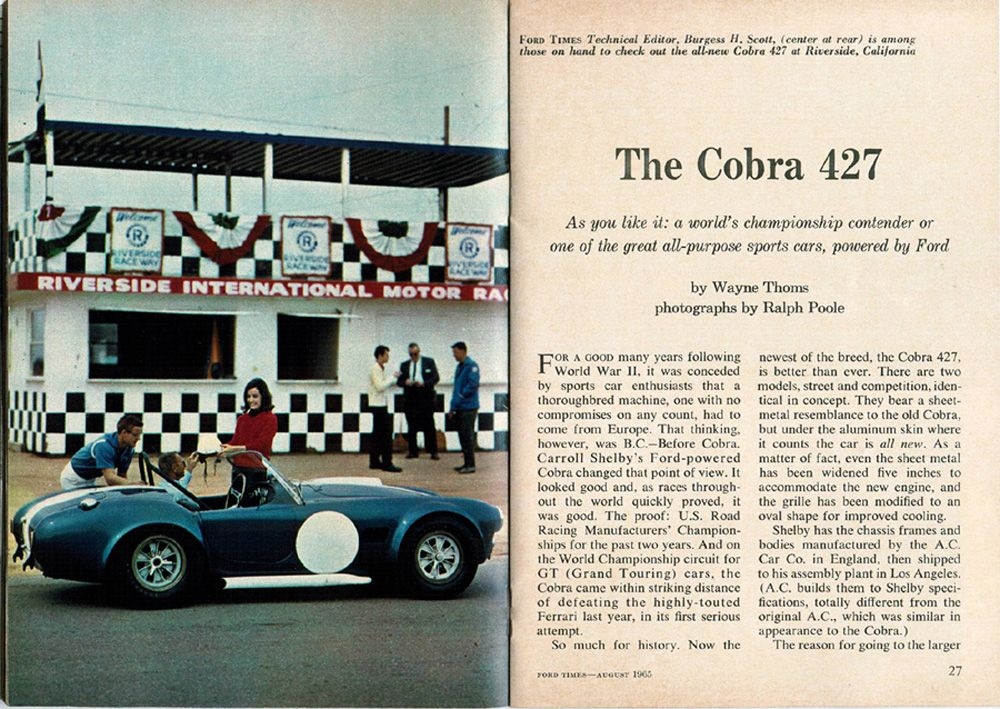 Welcome
R
RIVERSIDE
RACEWAY
Welcome
R
RIVERSIDE
RACEWAY
Welcome
R
RIVERSIDE
RACEWAY
RIVERSIDE INTERNATIONAL MOTOR RA
FORD TIMES Technical Editor, Burgess H. Scott, (center at rear) is among
those on hand to check out the all-new Cobra 427 at Riverside, California
The Cobra 427
As you like it: a world's championship contender or
one of the great all-purpose sports cars, powered by Ford
by Wayne Thoms
photographs by Ralph Poole
FOR A GOOD many years following
World War II, it was conceded
by sports car enthusiasts that a
thoroughbred machine, one with no
compromises on any count, had to
come from Europe. That thinking,
however, was B.C.—Before Cobra.
Carroll Shelby's Ford-powered
Cobra changed that point of view. It
looked good and, as races through-
out the world quickly proved, it
was good. The proof: U.S. Road
Racing Manufacturers' Champion-
ships for the past two years. And on
the World Championship circuit for
GT (Grand Touring) cars, the
Cobra came within striking distance
of defeating the highly-touted
Ferrari last year, in its first serious
attempt.
So much for history. Now the
newest of the breed, the Cobra 427,
is better than ever. There are two
models, street and competition, iden-
tical in concept. They bear a sheet-
metal resemblance to the old Cobra,
but under the aluminum skin where
it counts the car is all new. As a
matter of fact, even the sheet metal
has been widened five inches to
accommodate the new engine, and
the grille has been modified to an
oval shape for improved cooling.
Shelby has the chassis frames and
bodies manufactured by the A.C.
Car Co. in England, then shipped
to his assembly plant in Los Angeles.
(A.C. builds them to Shelby speci-
fications, totally different from the
original A.C., which was similar in
appearance to the Cobra.)
The reason for going to the larger
FORD TIMES—AUGUST 1965
27